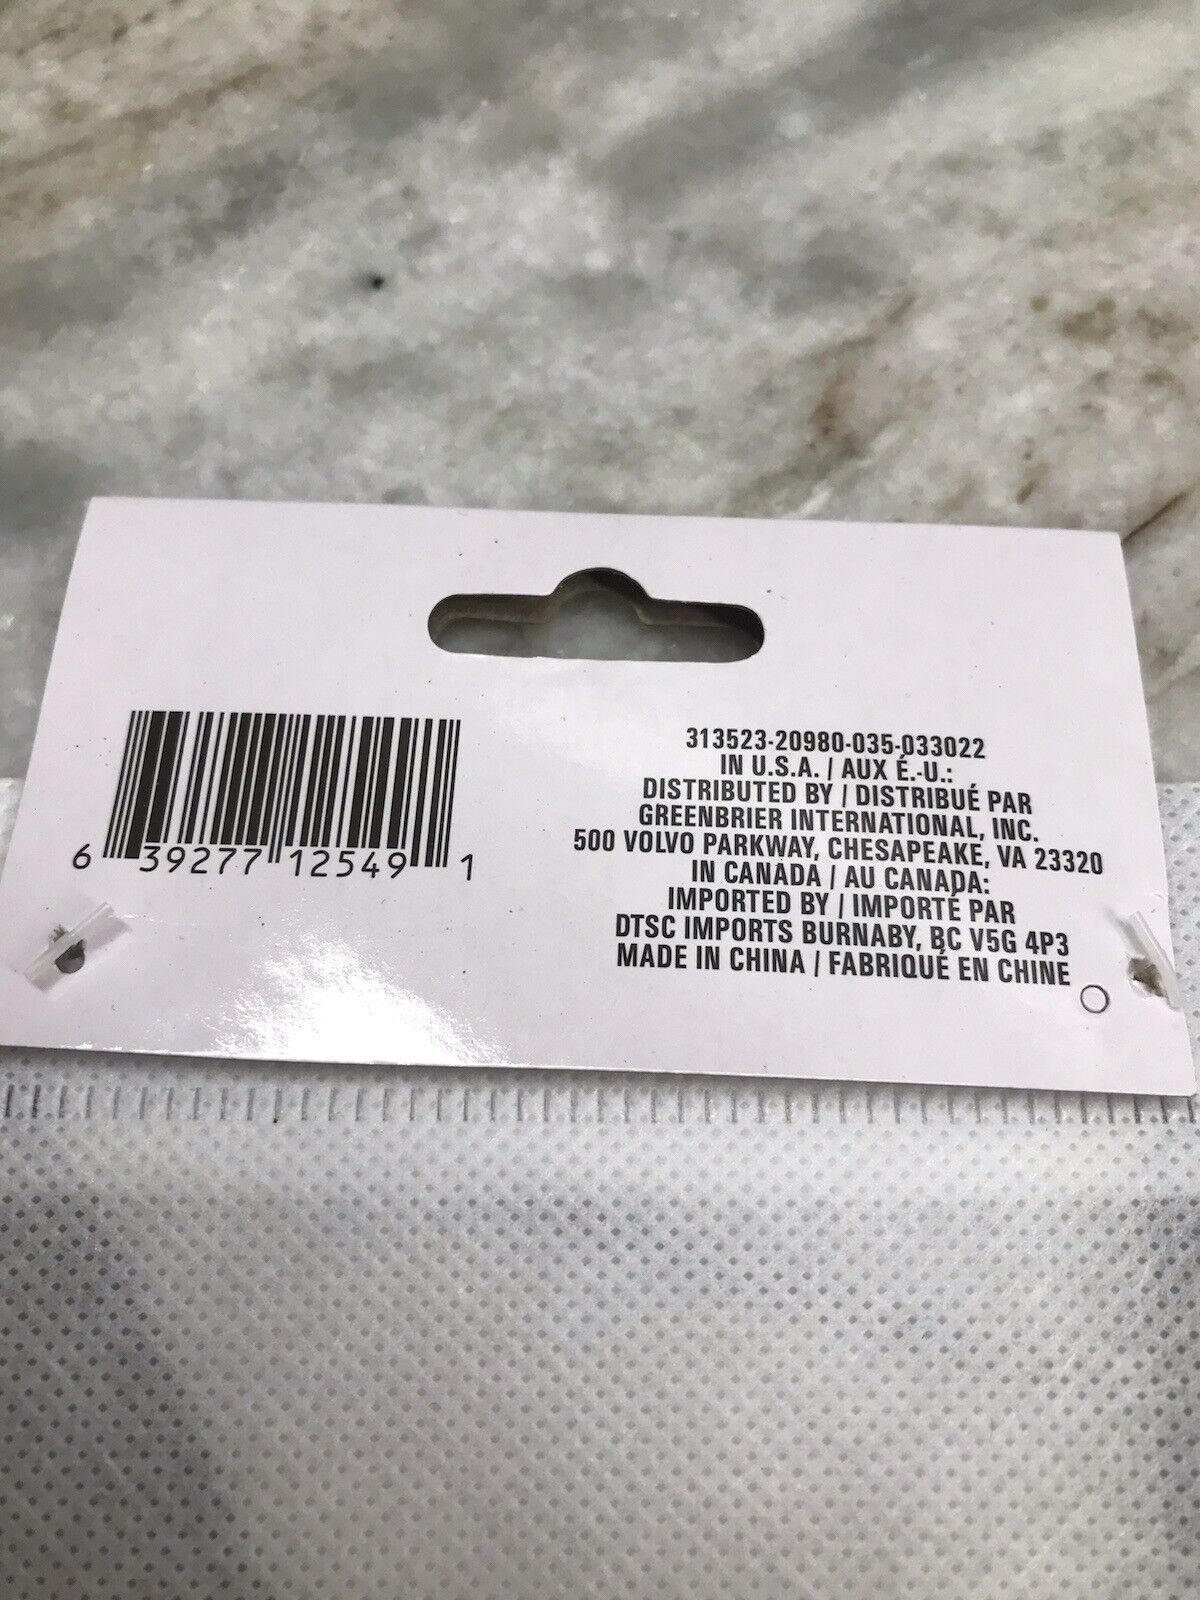 6 39277 12549 1
313523-20980-035-033022
IN U.S.A. / AUX É.-U.:
DISTRIBUTED BY / DISTRIBUÉ PAR
GREENBRIER INTERNATIONAL, INC.
500 VOLVO PARKWAY, CHESAPEAKE, VA 23320
IN CANADA / AU CANADA:
IMPORTED BY / IMPORTÉ PAR
DTSC IMPORTS BURNABY, BC V5G 4P3
MADE IN CHINA / FABRIQUÉ EN CHINE